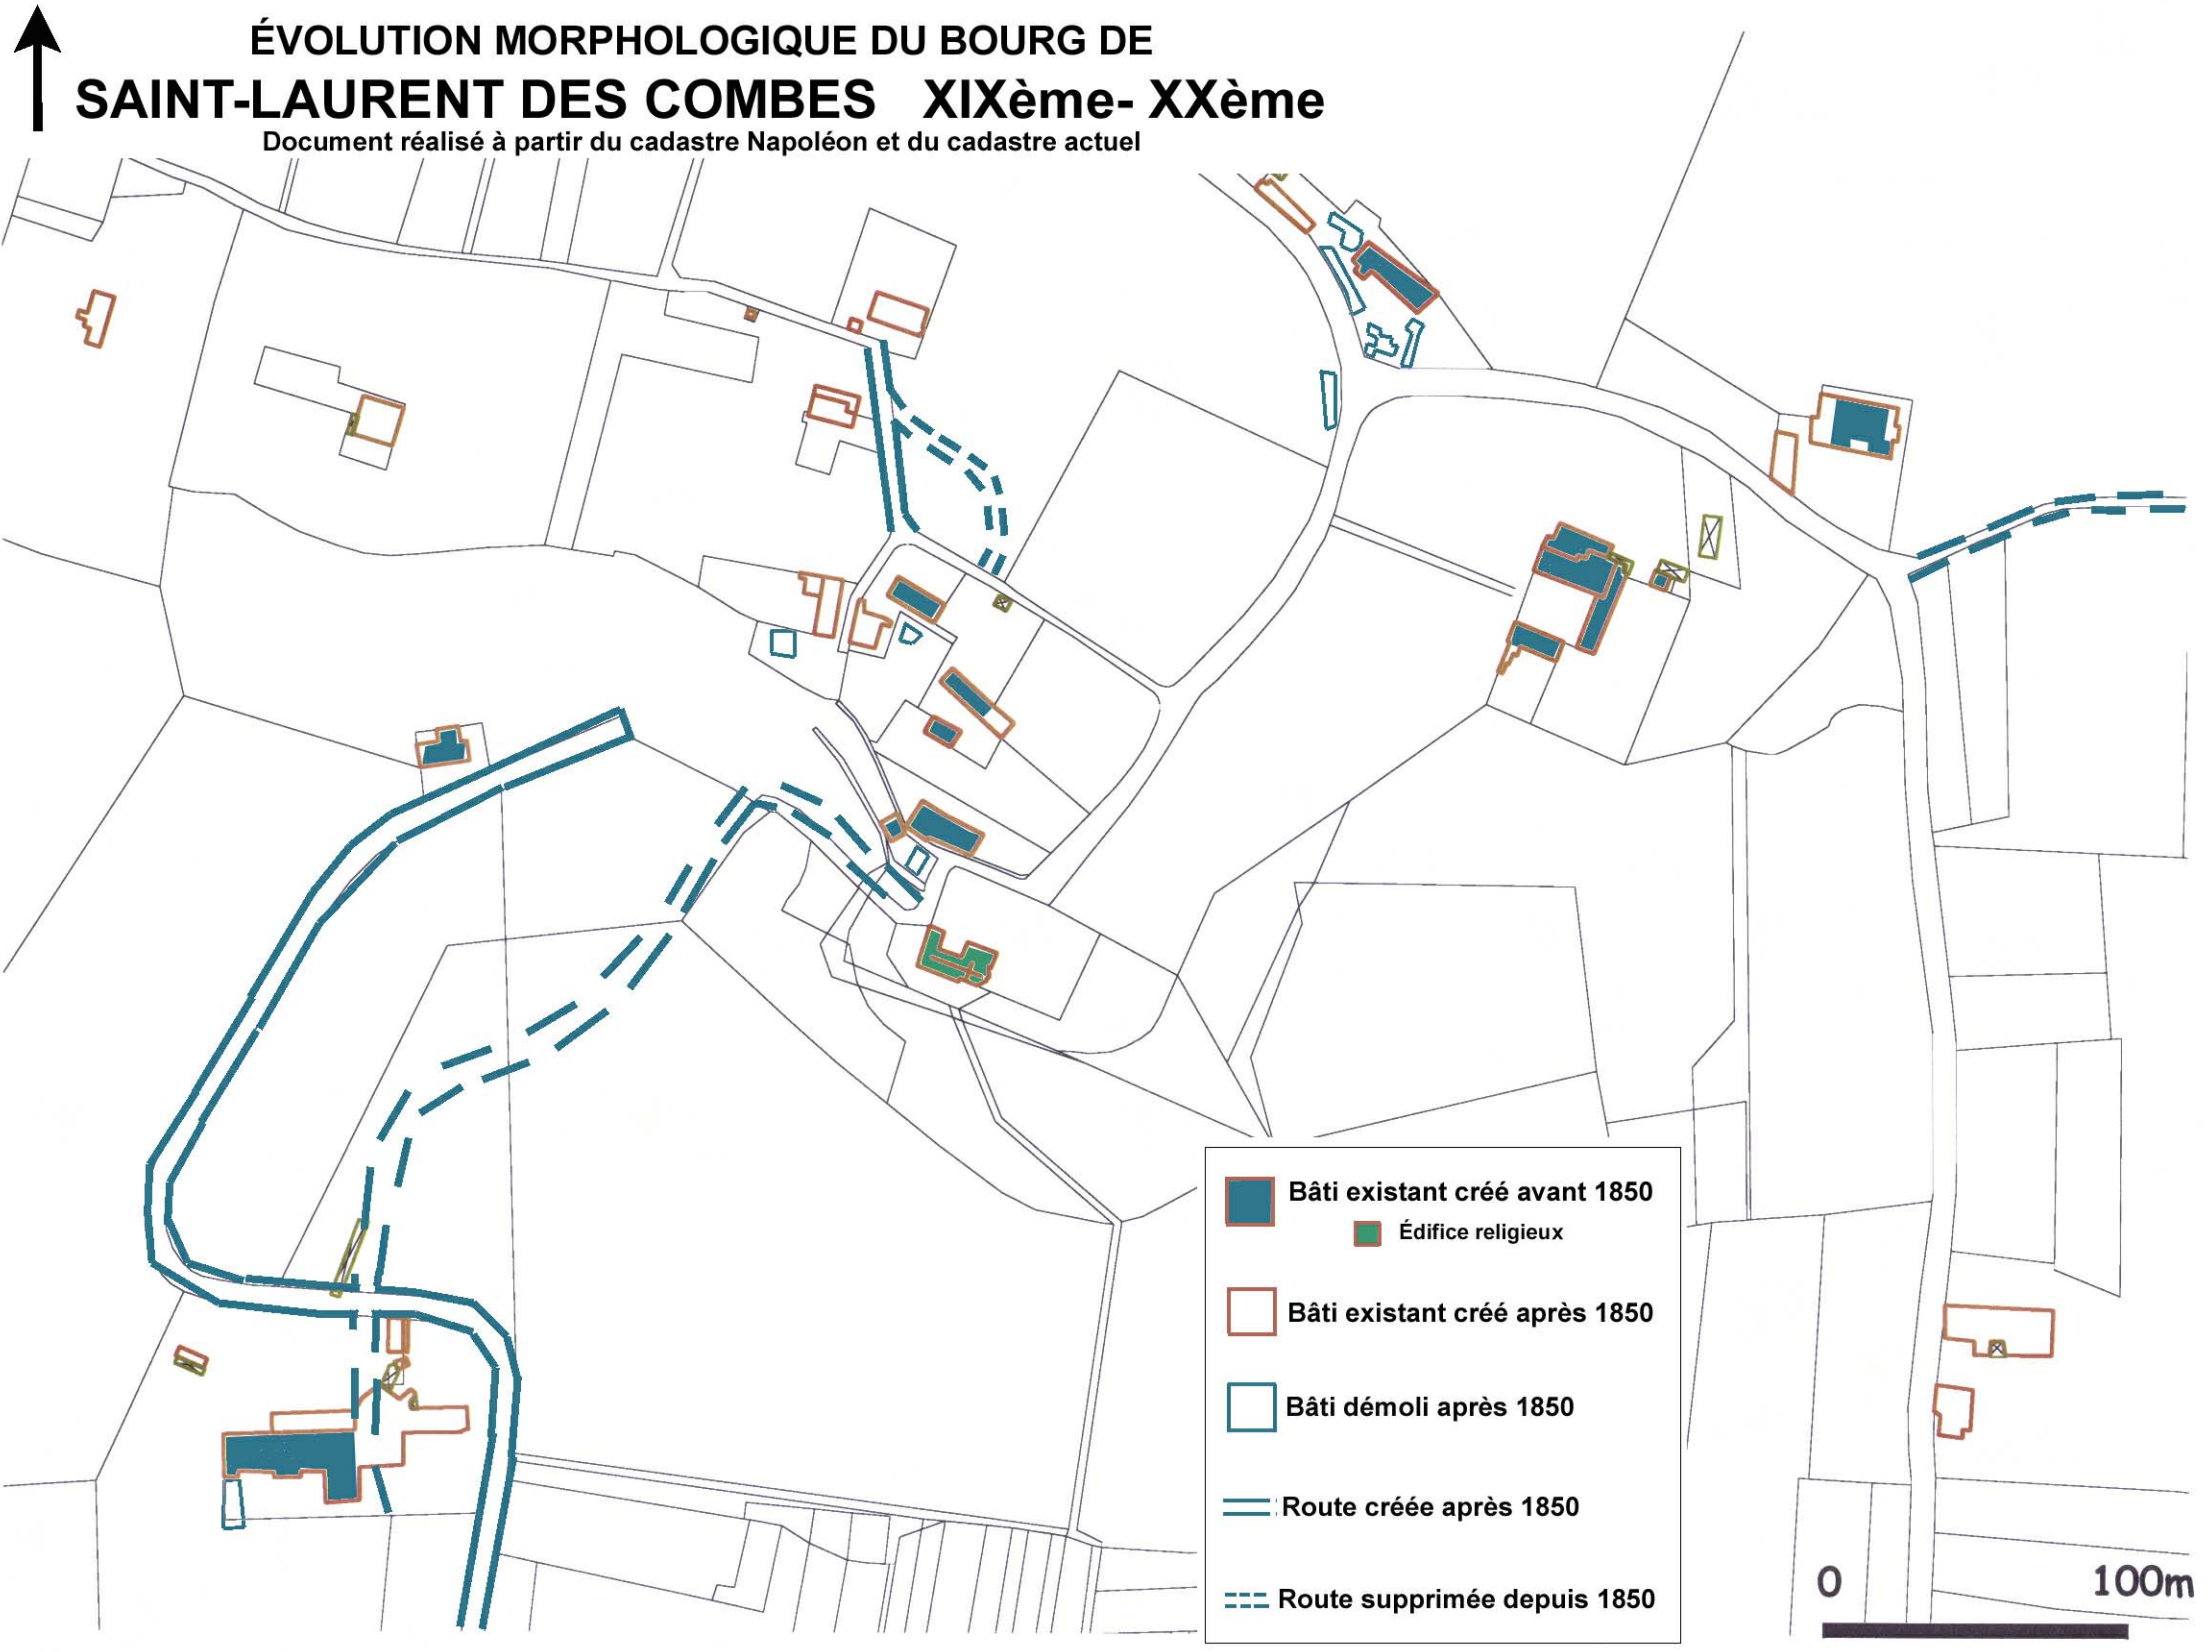 ÉVOLUTION MORPHOLOGIQUE DU BOURG DE
SAINT-LAURENT DES COMBES XIXème- XXème
Document réalisé à partir du cadastre Napoléon et du cadastre actuel
Bâti existant créé avant 1850
Édifice religieux
Bâti existant créé après 1850
Bâti démoli après 1850
Route créée après 1850
Route supprimée depuis 1850
0 100m